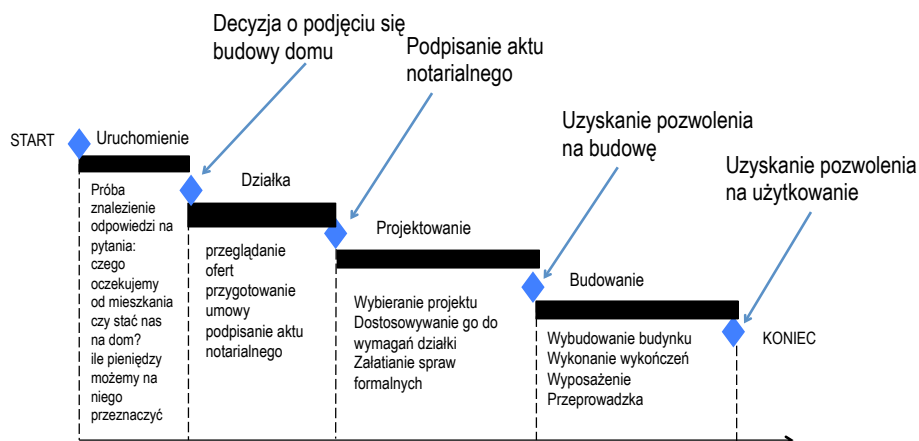 Decyzja o podjęciu się
budowy domu
Podpisanie aktu
notarialnego
Uzyskanie pozwolenia
na budowę
Uzyskanie pozwolenia
na użytkowanie
START
Uruchomienie
Próba
znalezienie
odpowiedzi na
pytania:
czego
oczekujemy
od mieszkania
czy stać nas
na dom?
ile pieniędzy
możemy na
niego
przeznaczyć
Działka
przeglądanie
ofert
przygotowanie
umowy
podpisanie aktu
notarialnego
Projektowanie
Wybieranie projektu
Dostosowywanie go do
wymagań działki
Załatianie spraw
formalnych
Budowanie
Wybudowanie budynku
Wykonanie wykończeń
Wyposażenie
Przeprowadzka
KONIEC